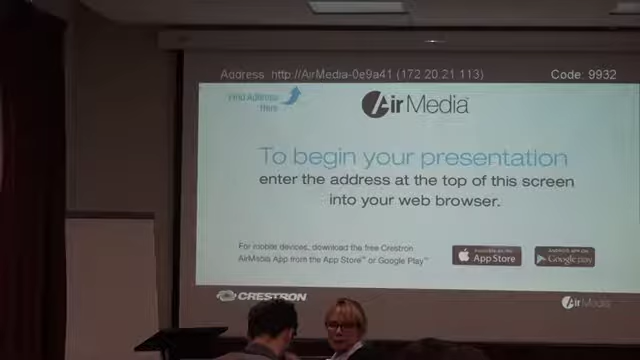 Address: http://AirMedia-0e9a41 (172.20.21.113) Code: 9932
Find Address
Here
AirMedia
To begin your presentation
enter the address at the top of this screen
into your web browser.
For mobile devices, download the free Crestron
AirMedia App from the App Store℠ or Google Play™
App Store
Google play
CRESTRON
AirMedia